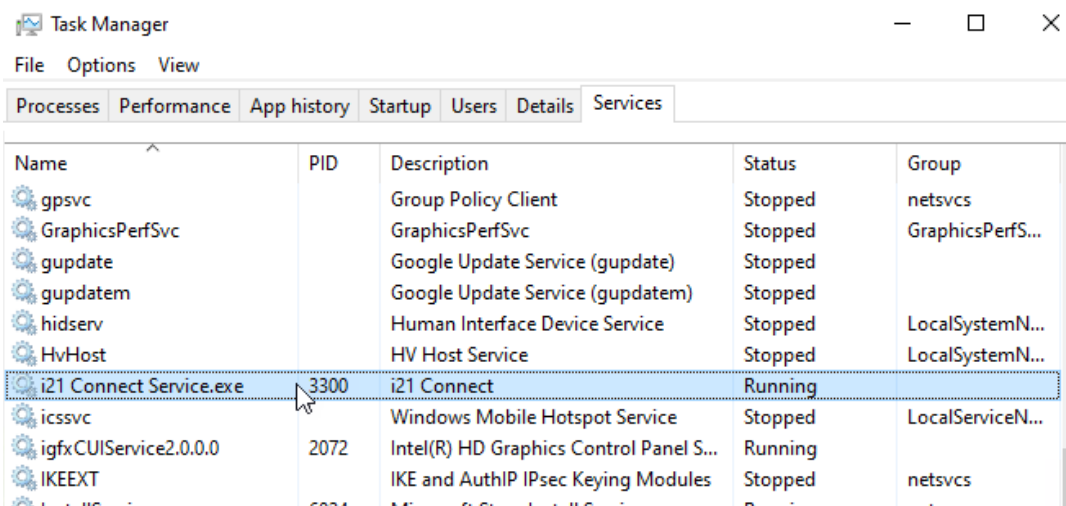 Task Manager
File Options View
Processes Performance App history Startup Users Details Services
Name PID Description Status Group
gpsvc Group Policy Client Stopped netsvcs
GraphicsPerfSvc GraphicsPerfSvc Stopped GraphicsPerfS...
gupdate Google Update Service (gupdate) Stopped
gupdatem Google Update Service (gupdatem) Stopped
hidserv Human Interface Device Service Stopped LocalSystemN...
HvHost HV Host Service Stopped LocalSystemN...
i21 Connect Service.exe 3300 i21 Connect Running
icssvc Windows Mobile Hotspot Service Stopped LocalServiceN...
igfxCUIService2.0.0.0 2072 Intel(R) HD Graphics Control Panel S... Running
IKEEXT IKE and AuthIP IPsec Keying Modules Stopped netsvcs